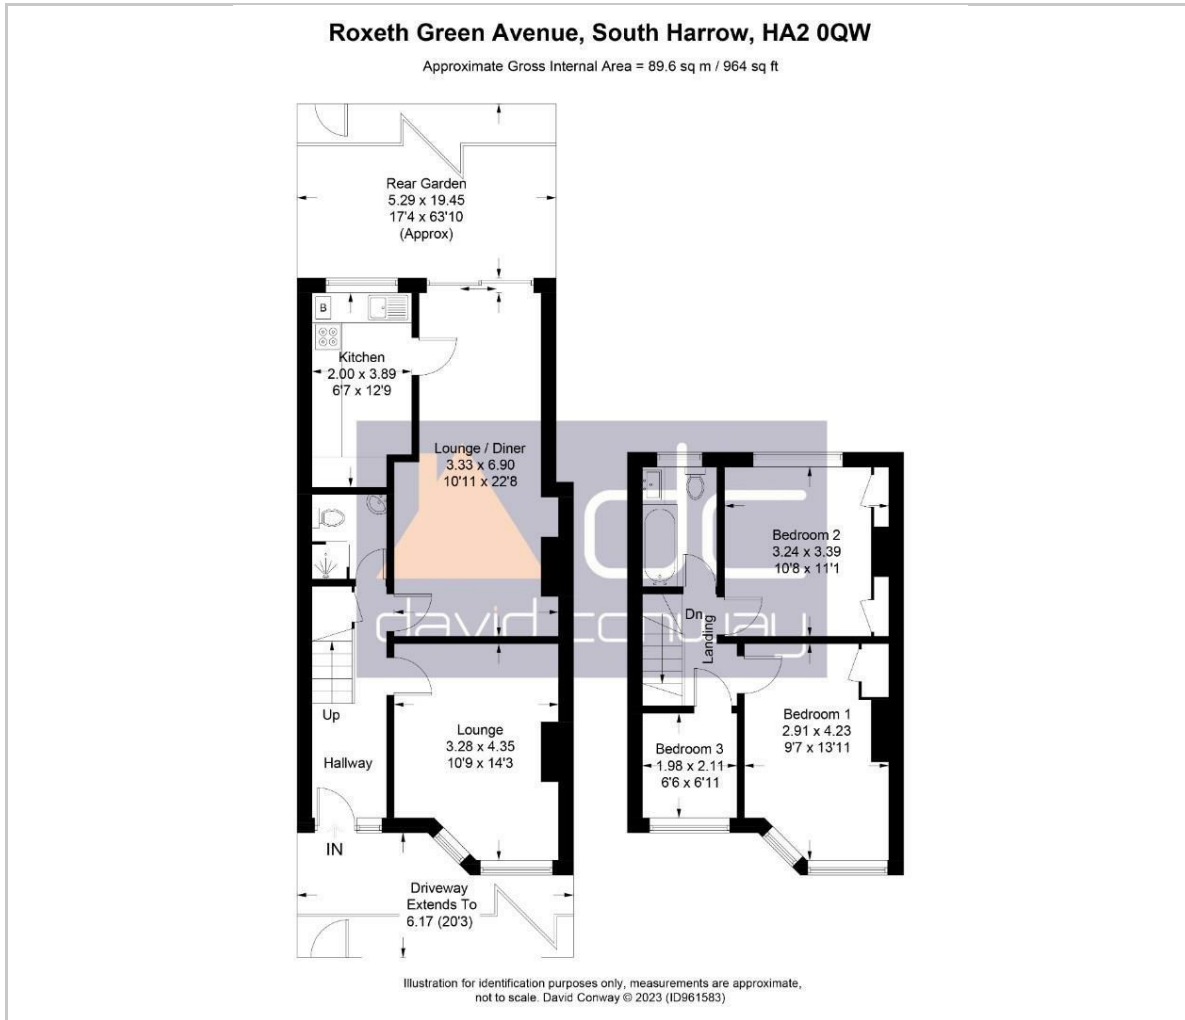 Roxeth Green Avenue, South Harrow, HA2 0QW
Approximate Gross Internal Area = 89.6 sq m / 964 sq ft
Rear Garden
5.29 x 19.45
17'4 x 63'10
(Approx)
B
Kitchen
2.00 x 3.89
6'7 x 12'9
Lounge / Diner
3.33 x 6.90
10'11 x 22'8
dc
david conway
Up
Hallway
Lounge
3.28 x 4.35
10'9 x 14'3
IN
Driveway
Extends To
6.17 (20'3)
Bedroom 2
3.24 x 3.39
10'8 x 11'1
Dn
Landing
Bedroom 1
2.91 x 4.23
9'7 x 13'11
Bedroom 3
1.98 x 2.11
6'6 x 6'11
Illustration for identification purposes only, measurements are approximate,
not to scale. David Conway © 2023 (ID961583)